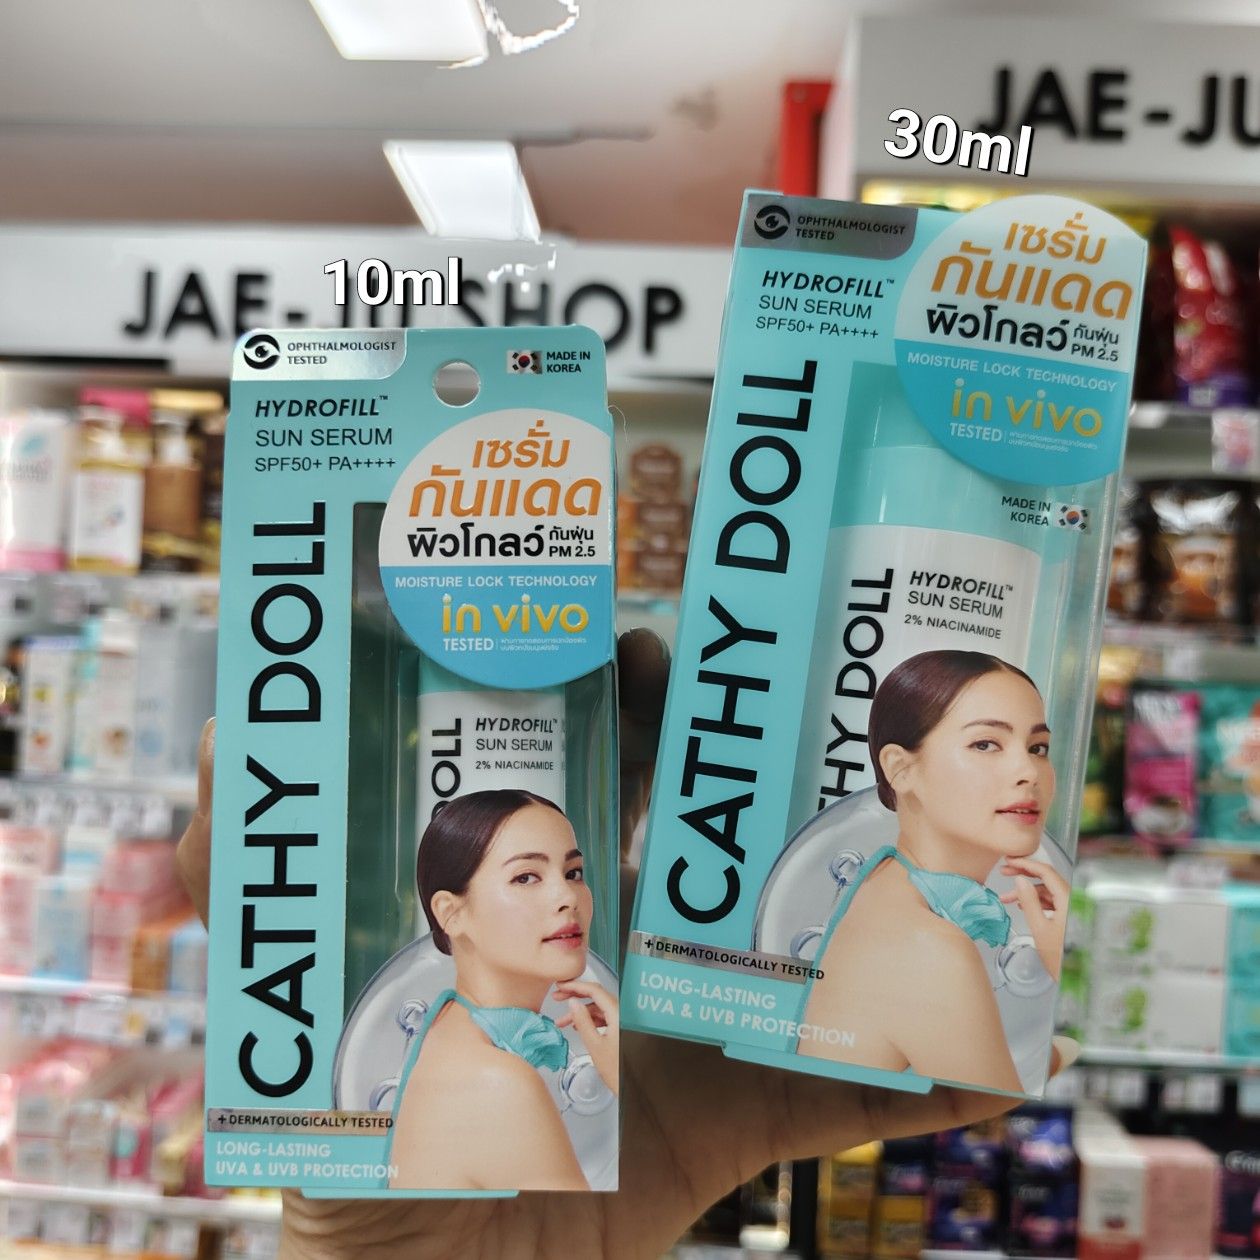 JAE-JU SHOP
JAE-JU
10ml
30ml
OPHTHALMOLOGIST
TESTED
MADE IN
KOREA
HYDROFILL™
SUN SERUM
SPF50+ PA++++
เซรั่ม
กันแดด
ผิวโกลว์ กันฝุ่น
PM 2.5
MOISTURE LOCK TECHNOLOGY
in vivo
TESTED
CATHY DOLL
DOLL
HYDROFILL™
SUN SERUM
2% NIACINAMIDE
+DERMATOLOGICALLY TESTED
LONG-LASTING
UVA & UVB PROTECTION
OPHTHALMOLOGIST
TESTED
HYDROFILL™
SUN SERUM
SPF50+ PA++++
เซรั่ม
กันแดด
ผิวโกลว์ กันฝุ่น
PM 2.5
MOISTURE LOCK TECHNOLOGY
in vivo
TESTED
MADE IN
KOREA
CATHY DOLL
HY DOLL
HYDROFILL™
SUN SERUM
2% NIACINAMIDE
+DERMATOLOGICALLY TESTED
LONG-LASTING
UVA & UVB PROTECTION